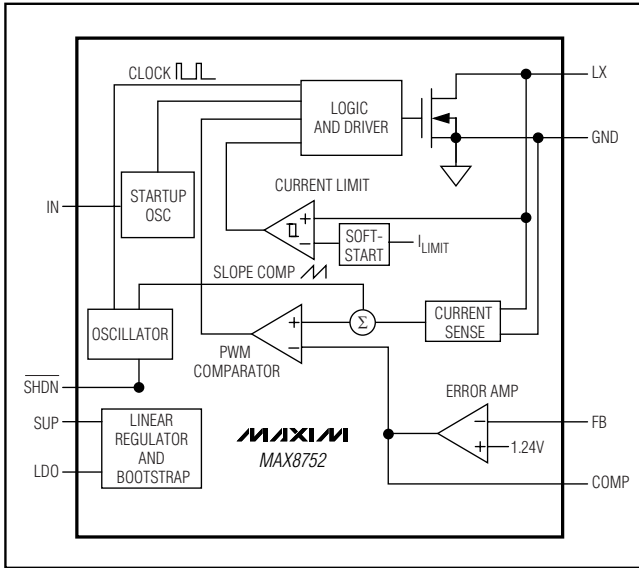 CLOCK
LOGIC
AND DRIVER
LX
GND
IN
STARTUP
OSC
CURRENT LIMIT
+
−
SOFT-
START
ILIMIT
SLOPE COMP
OSCILLATOR
+
−
Σ
CURRENT
SENSE
PWM
COMPARATOR
SHDN
ERROR AMP
SUP
LINEAR
REGULATOR
AND
BOOTSTRAP
LDO
MAXIM
MAX8752
−
+
1.24V
FB
COMP